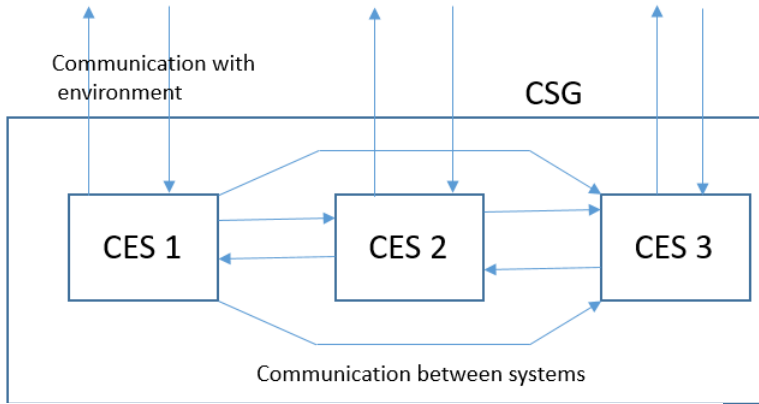 Communication with
environment
CSG
CES 1
CES 2
CES 3
Communication between systems